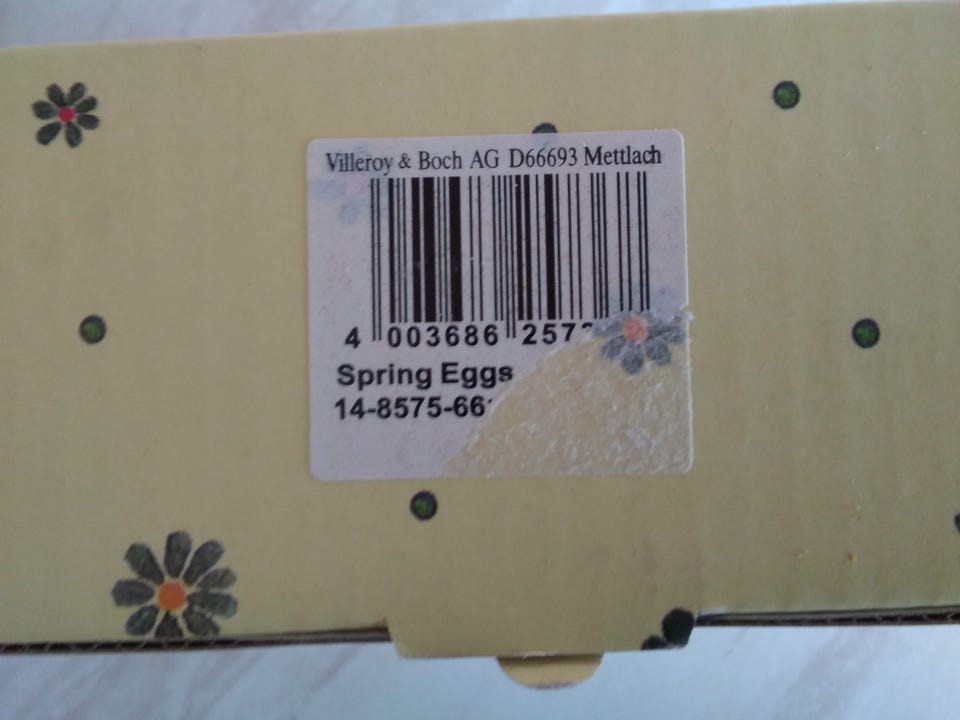 Villeroy & Boch AG D66693 Mettlach
4 003686 257
Spring Eggs
14-8575-66